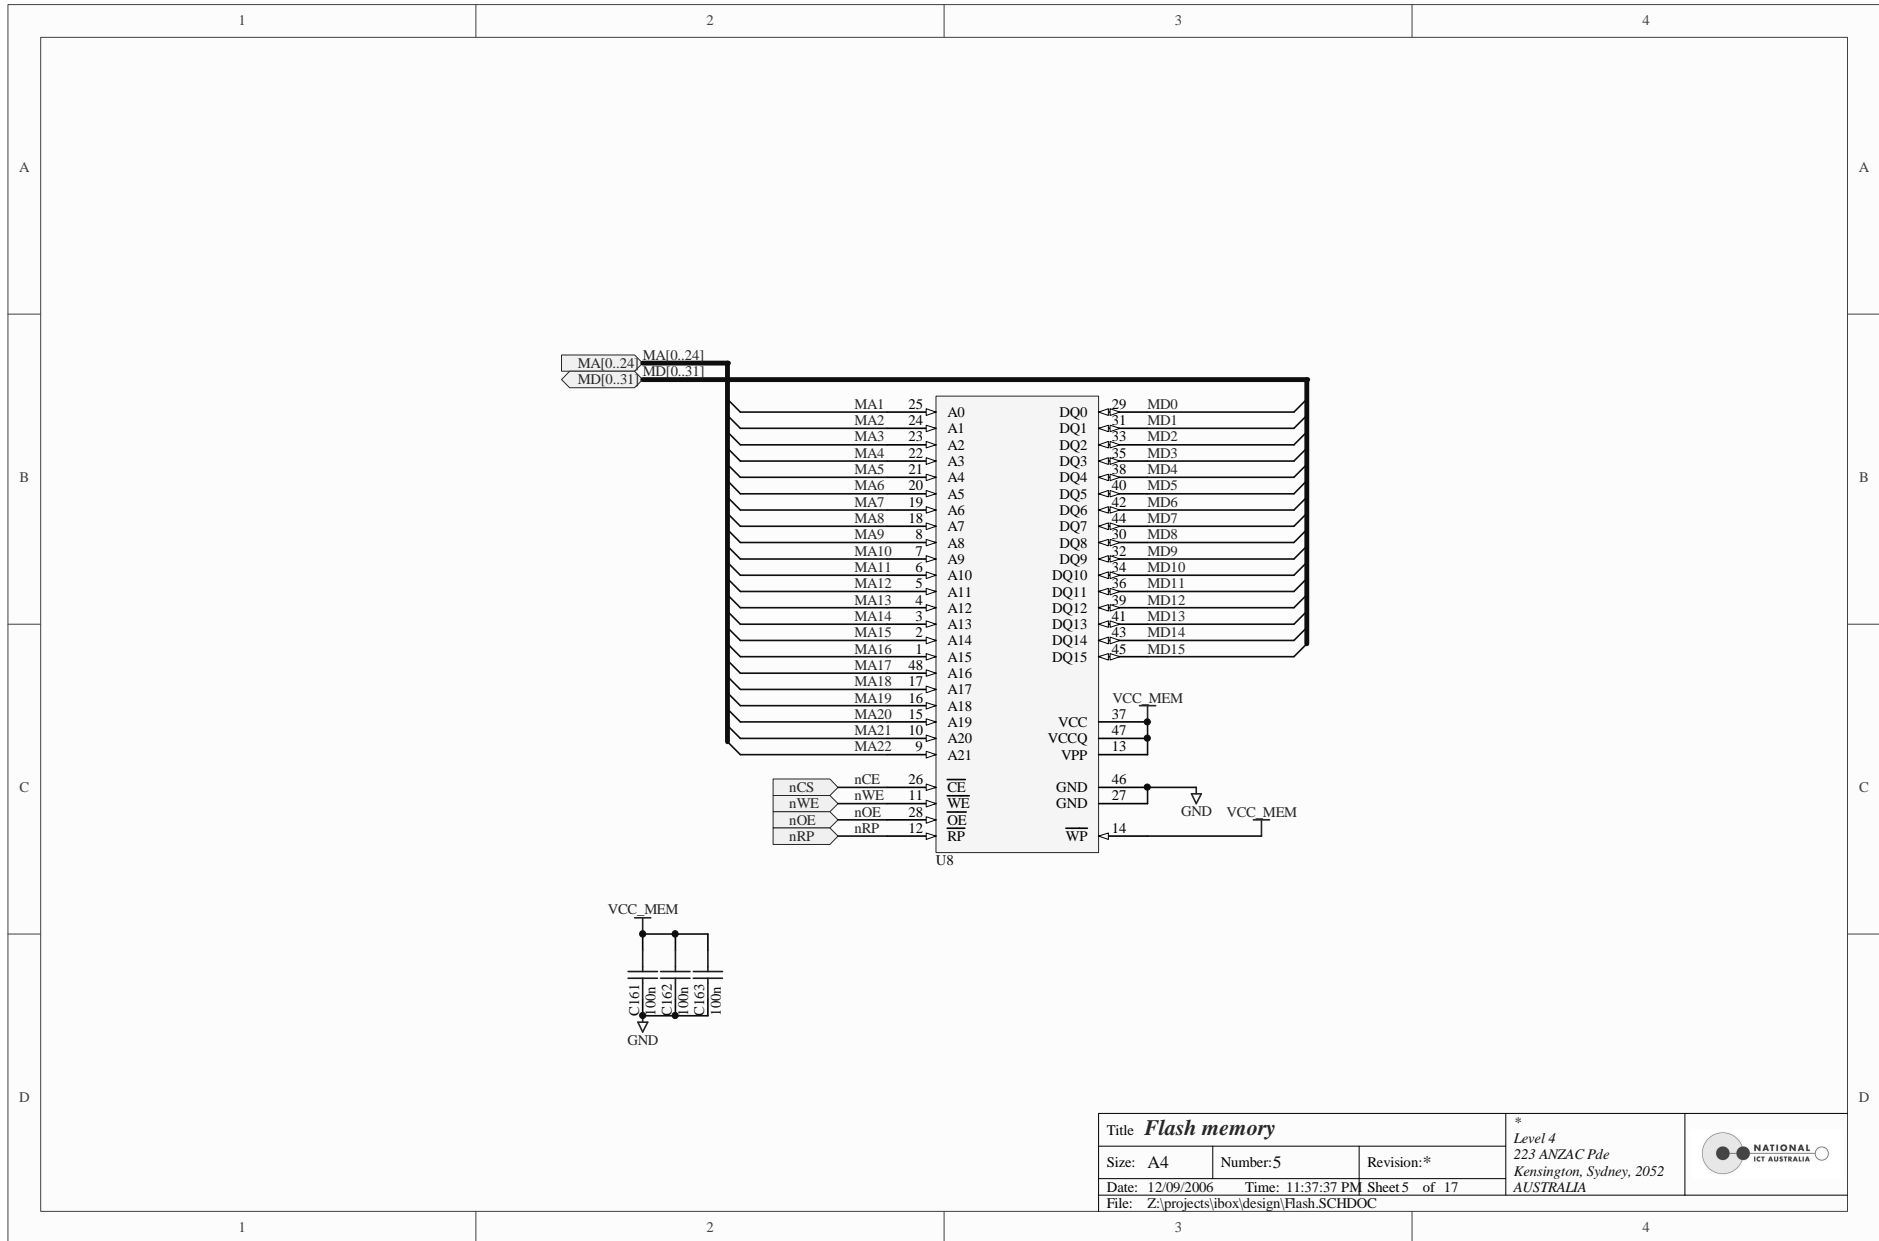 1 2 3 4
A A
MA[0..24] MA[0..24]
MD[0..31] MD[0..31]
MA1 25 A0 DQ0 29 MD0
MA2 24 A1 DQ1 31 MD1
MA3 23 A2 DQ2 33 MD2
MA4 22 A3 DQ3 35 MD3
MA5 21 A4 DQ4 38 MD4
B B
MA6 20 A5 DQ5 40 MD5
MA7 19 A6 DQ6 42 MD6
MA8 18 A7 DQ7 44 MD7
MA9 8 A8 DQ8 30 MD8
MA10 7 A9 DQ9 32 MD9
MA11 6 A10 DQ10 34 MD10
MA12 5 A11 DQ11 36 MD11
MA13 4 A12 DQ12 39 MD12
MA14 3 A13 DQ13 41 MD13
MA15 2 A14 DQ14 43 MD14
MA16 1 A15 DQ15 45 MD15
MA17 48 A16
MA18 17 A17
MA19 16 A18 VCC_MEM
MA20 15 A19 VCC 37
MA21 10 A20 VCCQ 47
MA22 9 A21 VPP 13
C C
nCS nCE 26 CE GND 46
nWE nWE 11 WE GND 27
GND VCC_MEM
nOE nOE 28 OE
nRP nRP 12 RP WP 14
U8
VCC_MEM
C161 100n C162 100n C163 100n
GND
D D
Title Flash memory
Size: A4 Number:5 Revision:*
Date: 12/09/2006 Time: 11:37:37 PM Sheet 5 of 17
File: Z:\projects\ibox\design\Flash.SCHDOC
*
Level 4
223 ANZAC Pde
Kensington, Sydney, 2052
AUSTRALIA
NATIONAL
ICT AUSTRALIA
1 2 3 4